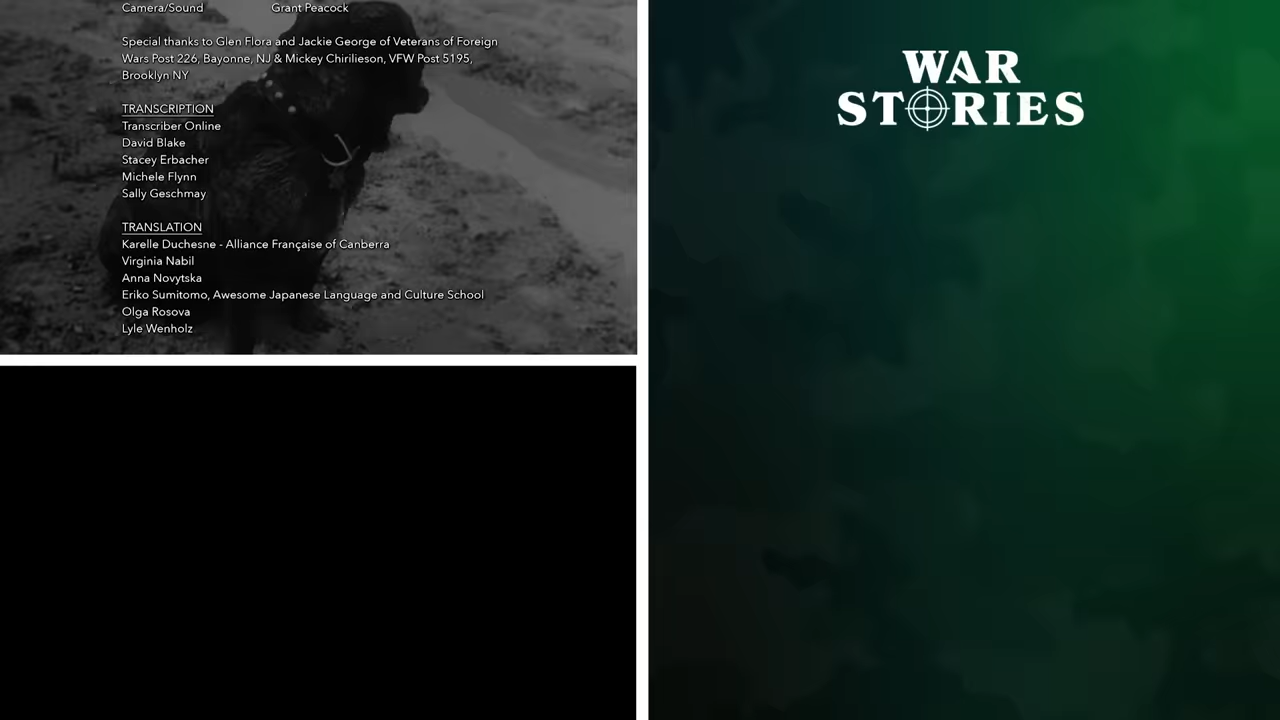 Camera/Sound Grant Peacock
Special thanks to Glen Flora and Jackie George of Veterans of Foreign
Wars Post 226, Bayonne, NJ & Mickey Chirilieson, VFW Post 5195,
Brooklyn NY
TRANSCRIPTION
Transcriber Online
David Blake
Stacey Erbacher
Michele Flynn
Sally Geschmay
TRANSLATION
Karelle Duchesne - Alliance Française of Canberra
Virginia Nabil
Anna Novytska
Eriko Sumitomo, Awesome Japanese Language and Culture School
Olga Rosova
Lyle Wenholz
WAR
STORIES